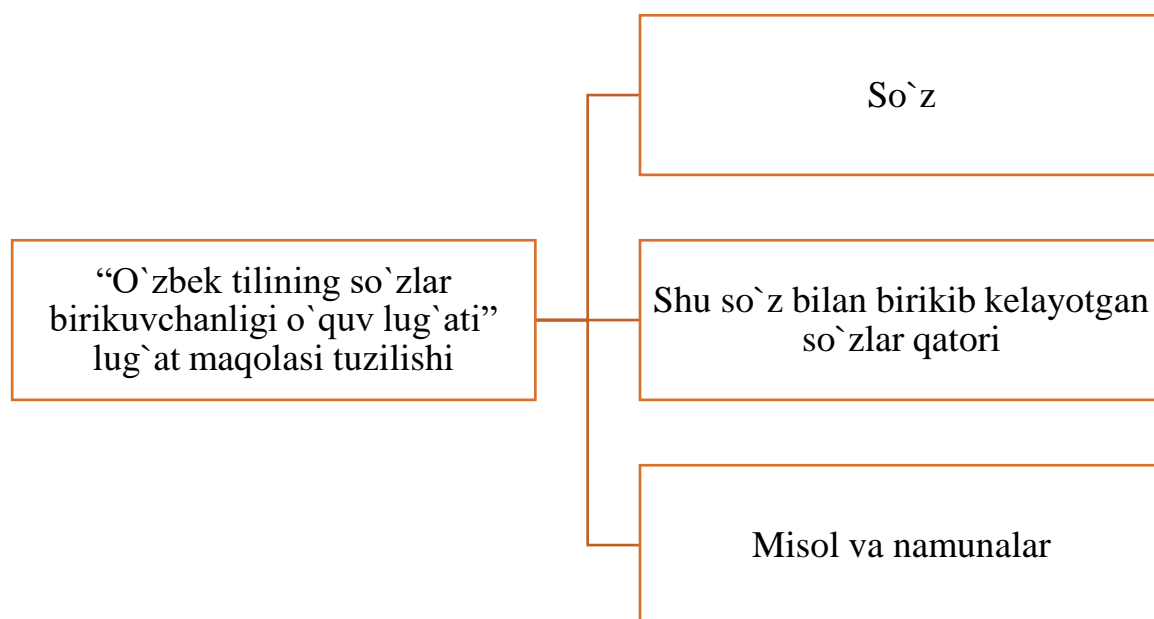 So`z
“O`zbek tilining so`zlar
birikuvchanligi o`quv lug`ati”
lug`at maqolasi tuzilishi
Shu so`z bilan birikib kelayotgan
so`zlar qatori
Misol va namunalar